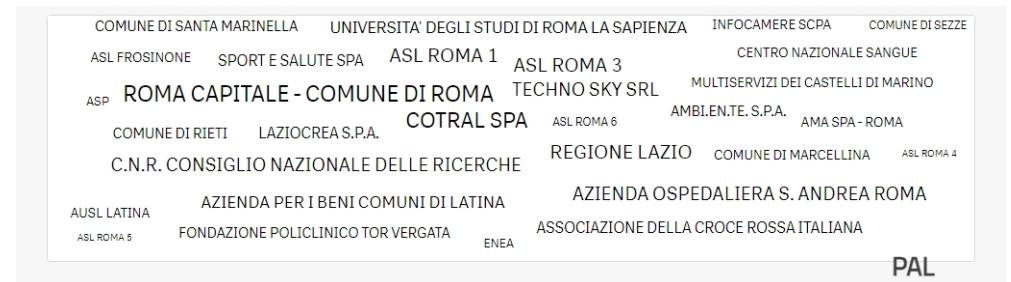 COMUNE DI SANTA MARINELLA
UNIVERSITA' DEGLI STUDI DI ROMA LA SAPIENZA
INFOCAMERE SCPA
COMUNE DI SEZZE
ASL FROSINONE
SPORT E SALUTE SPA
ASL ROMA 1
ASL ROMA 3
CENTRO NAZIONALE SANGUE
ASP
ROMA CAPITALE - COMUNE DI ROMA
TECHNO SKY SRL
MULTISERVIZI DEI CASTELLI DI MARINO
COMUNE DI RIETI
LAZIOCREA S.P.A.
COTRAL SPA
ASL ROMA 6
AMBI.EN.TE. S.P.A.
AMA SPA - ROMA
C.N.R. CONSIGLIO NAZIONALE DELLE RICERCHE
REGIONE LAZIO
COMUNE DI MARCELLINA
ASL ROMA 4
AUSL LATINA
AZIENDA PER I BENI COMUNI DI LATINA
AZIENDA OSPEDALIERA S. ANDREA ROMA
ASL ROMA 5
FONDAZIONE POLICLINICO TOR VERGATA
ENEA
ASSOCIAZIONE DELLA CROCE ROSSA ITALIANA
PAL